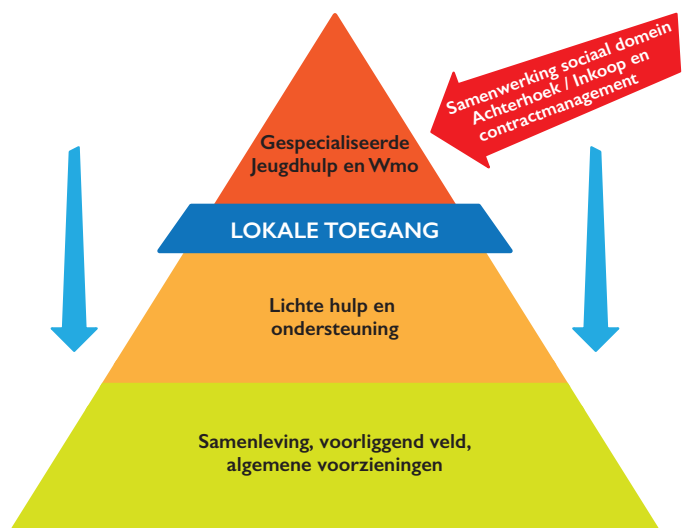 Samenwerking sociaal domein
Achterhoek / Inkoop en
contractmanagement
Gespecialiseerde
Jeugdhulp en Wmo
LOKALE TOEGANG
Lichte hulp en
ondersteuning
Samenleving, voorliggend veld,
algemene voorzieningen